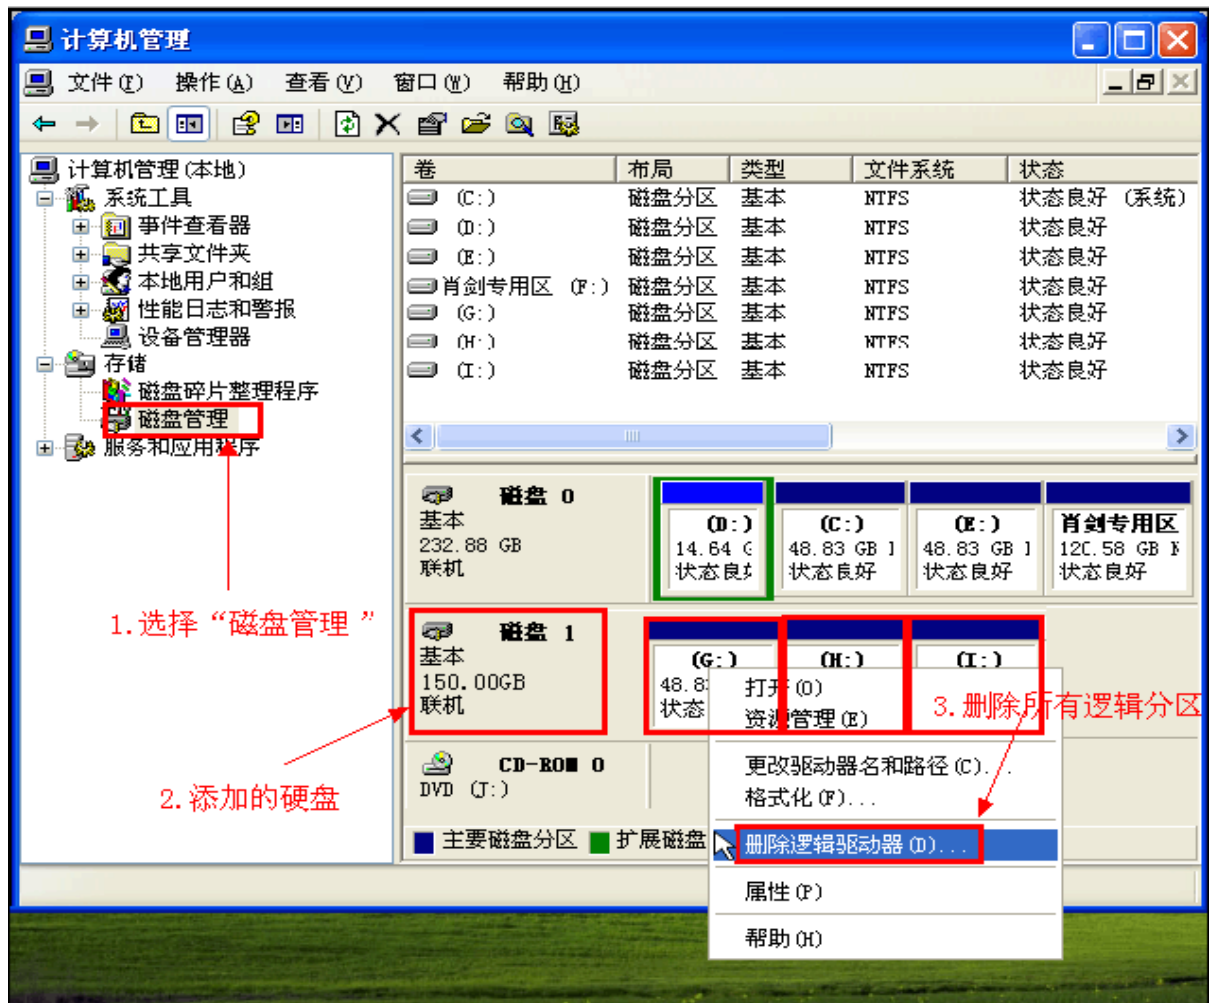 计算机管理
文件(F) 操作(A) 查看(V) 窗口(W) 帮助(H)
计算机管理(本地)
系统工具
事件查看器
共享文件夹
本地用户和组
性能日志和警报
设备管理器
存储
磁盘碎片整理程序
磁盘管理
服务和应用程序
卷 布局 类型 文件系统 状态
(C:) 磁盘分区 基本 NTFS 状态良好 (系统)
(D:) 磁盘分区 基本 NTFS 状态良好
(E:) 磁盘分区 基本 NTFS 状态良好
肖剑专用区 (F:) 磁盘分区 基本 NTFS 状态良好
(G:) 磁盘分区 基本 NTFS 状态良好
(H:) 磁盘分区 基本 NTFS 状态良好
(I:) 磁盘分区 基本 NTFS 状态良好
磁盘 0
基本
232.88 GB
联机
(D:)
14.64 G
状态良好
(C:)
48.83 GB
状态良好
(E:)
48.83 GB
状态良好
肖剑专用区
120.58 GB N
状态良好
磁盘 1
基本
150.00GB
联机
(G:)
48.8
状态
(H:)
(I:)
CD-ROM 0
DVD (J:)
主要磁盘分区 扩展磁盘
打开(O)
资源管理(E)
更改驱动器名和路径(C)...
格式化(F)...
删除逻辑驱动器(D)...
属性(P)
帮助(H)
1.选择“磁盘管理”
2.添加的硬盘
3.删除所有逻辑分区